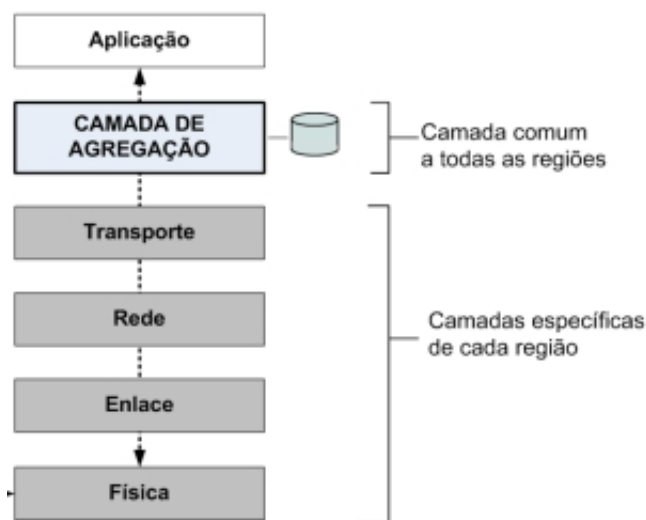 Aplicação
CAMADA DE
AGREGAÇÃO
Camada comum
a todas as regiões
Transporte
Rede
Camadas específicas
de cada região
Enlace
Física